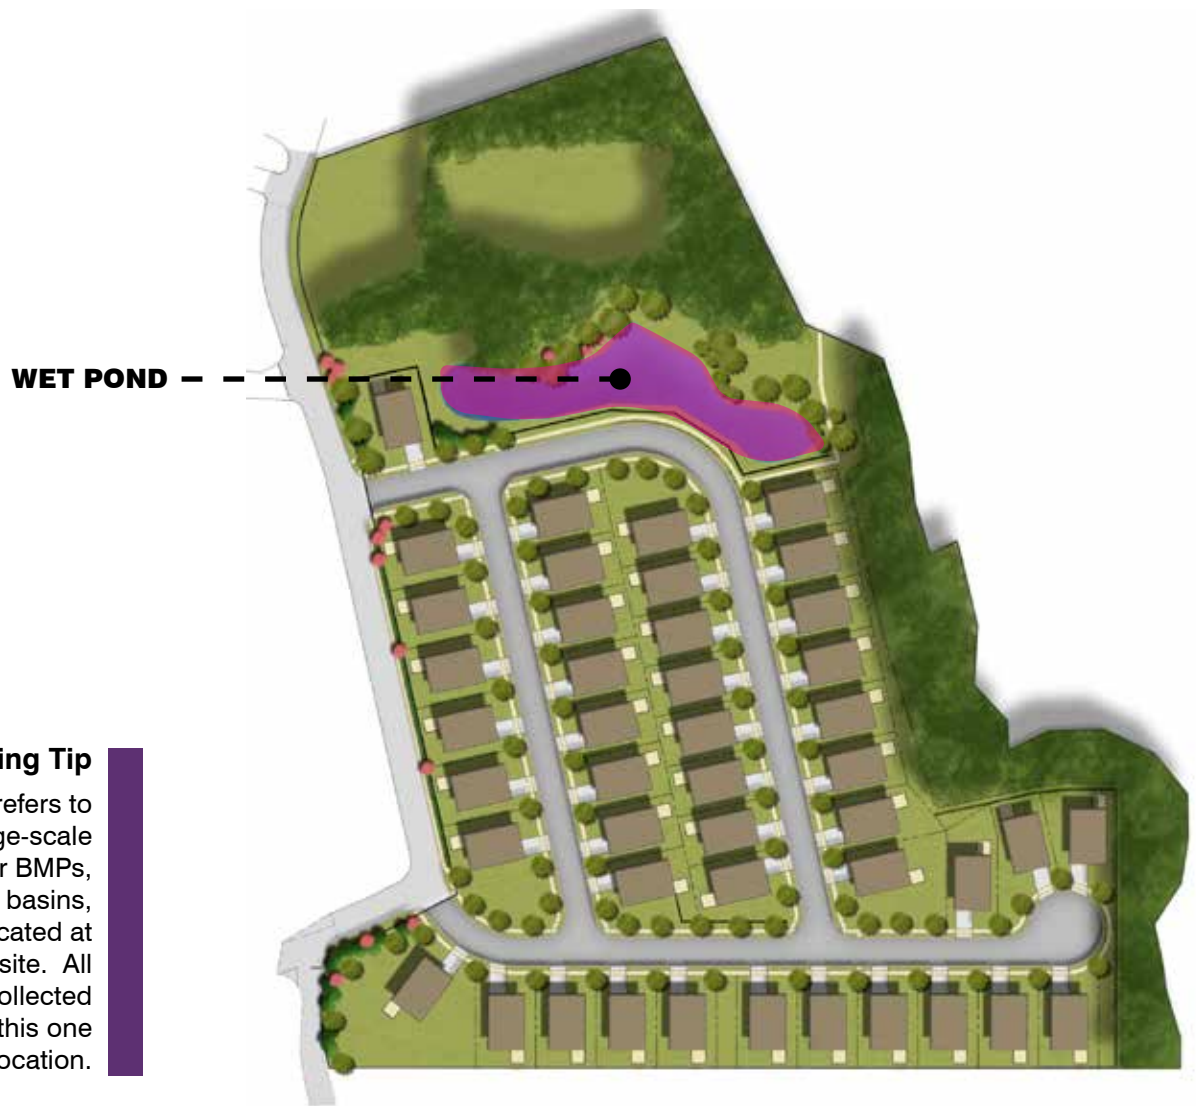 WET POND
ing Tip
refers to
ge-scale
r BMPs,
basins,
cated at
site. All
ollected
this one
ocation.